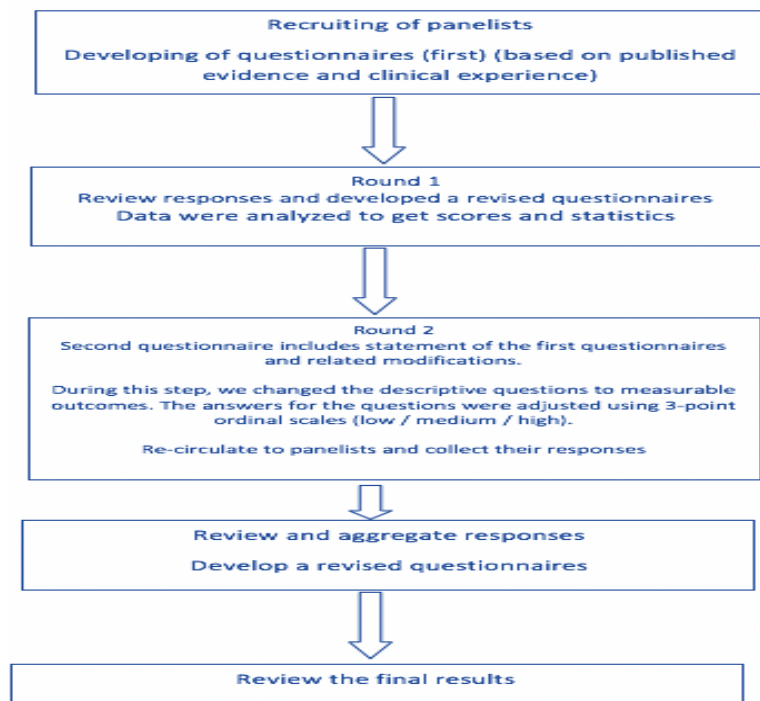 Recruiting of panelists
Developing of questionnaires (first) (based on published
evidence and clinical experience)
Round 1
Review responses and developed a revised questionnaires
Data were analyzed to get scores and statistics
Round 2
Second questionnaire includes statement of the first questionnaires
and related modifications.
During this step, we changed the descriptive questions to measurable
outcomes. The answers for the questions were adjusted using 3-point
ordinal scales (low / medium / high).
Re-circulate to panelists and collect their responses
Review and aggregate responses
Develop a revised questionnaires
Review the final results